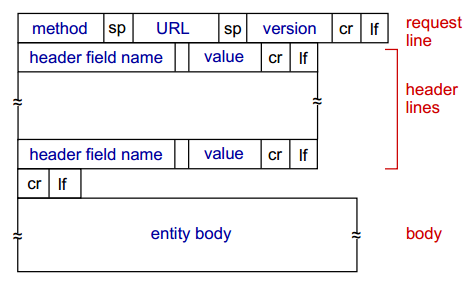 method sp URL sp version cr lf request line
header field name value cr lf
header lines
header field name value cr lf
cr lf
entity body body